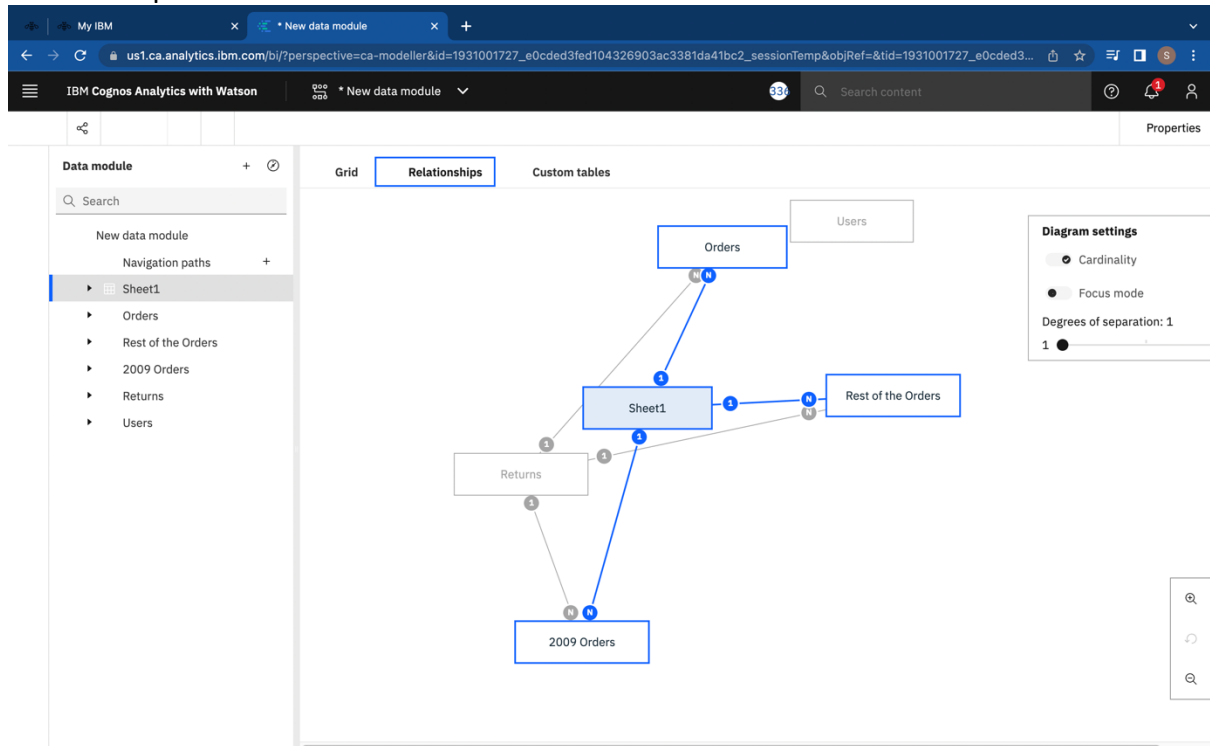 My IBM
* New data module
us1.ca.analytics.ibm.com/bi/?perspective=ca-modeller&id=1931001727_e0cded3fed104326903ac3381da41bc2_sessionTemp&objRef=&tid=1931001727_e0cded3...
S
IBM Cognos Analytics with Watson
* New data module
336
Search content
1
Properties
Data module
Grid
Relationships
Custom tables
Search
New data module
Navigation paths
Sheet1
Orders
Rest of the Orders
2009 Orders
Returns
Users
Users
Orders
N N
1
Sheet1
1
N
Rest of the Orders
N
1
1
1
Returns
1
N N
2009 Orders
Diagram settings
Cardinality
Focus mode
Degrees of separation: 1
1